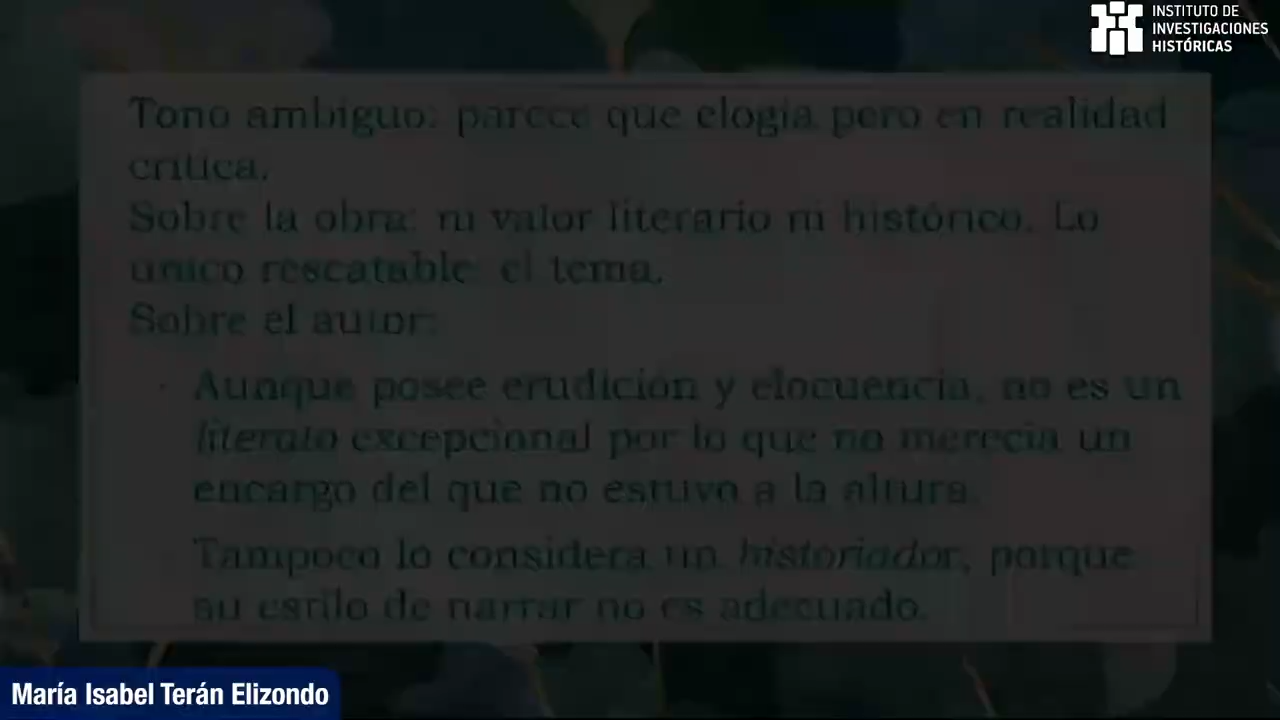 INSTITUTO DE
INVESTIGACIONES
HISTÓRICAS
Tono ambiguo: parece que elogia pero en realidad
critica.
Sobre la obra: ni valor literario ni histórico. Lo
único rescatable: el tema.
Sobre el autor:
Aunque posee erudición y elocuencia, no es un
literato excepcional por lo que no merecía un
encargo del que no estuvo a la altura.
Tampoco lo considera un historiador, porque
su estilo de narrar no es adecuado.
María Isabel Terán Elizondo